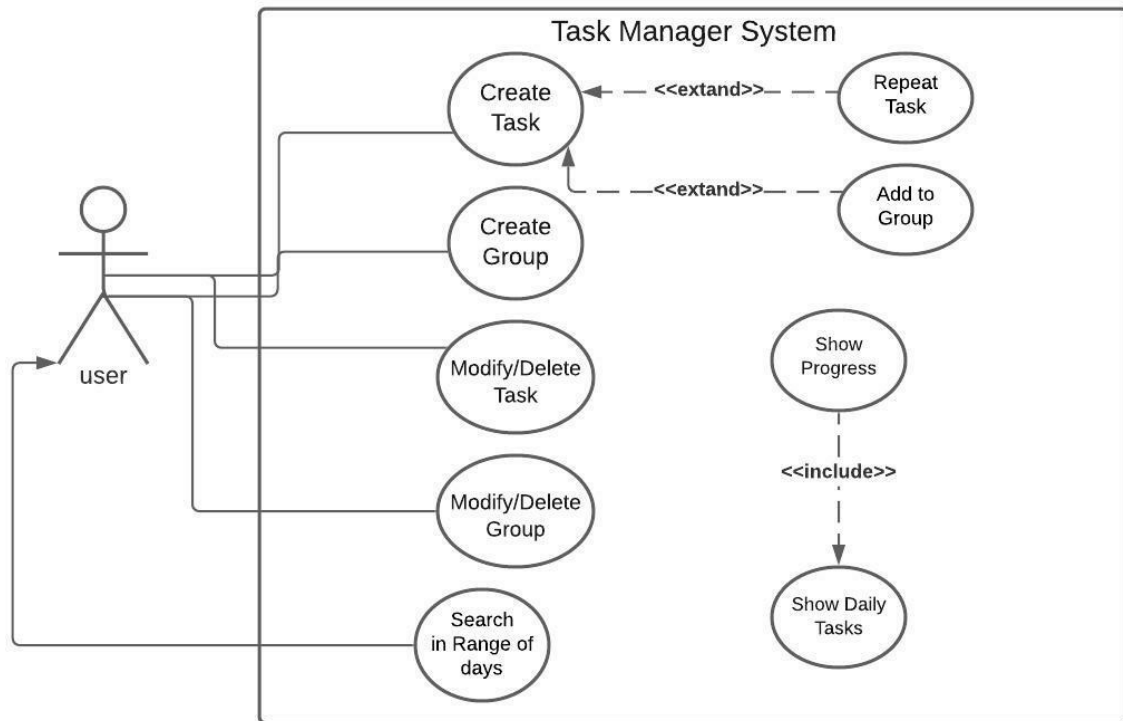 Task Manager System
Create
Task
<<extand>>
Repeat
Task
<<extand>>
Add to
Group
Create
Group
user
Modify/Delete
Task
Show
Progress
<<include>>
Modify/Delete
Group
Show Daily
Tasks
Search
in Range of
days